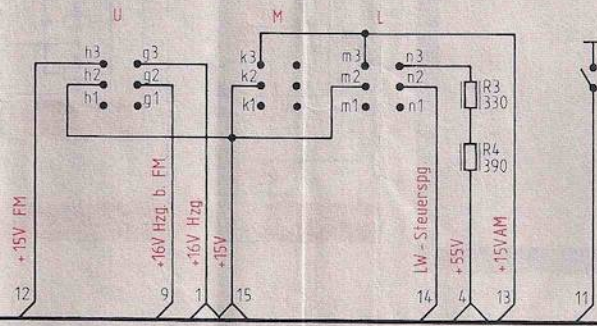 U M L
h3 g3 k3 m3 n3
h2 g2 k2 m2 n2
h1 g1 k1 m1 n1
R3
330
R4
390
+15V FM
+16V Hzg. b. FM
+16V Hzg.
+15V
LW-Steuerspg
+55V
+15VAM
12 9 1 15 14 4 13 11